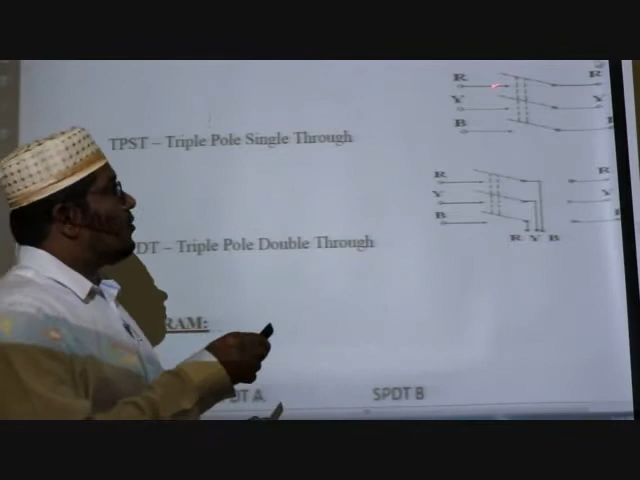 R R
Y Y
B
TPST – Triple Pole Single Through
R R
Y Y
B
DT – Triple Pole Double Through
R Y B
RAM:
DT A SPDT B